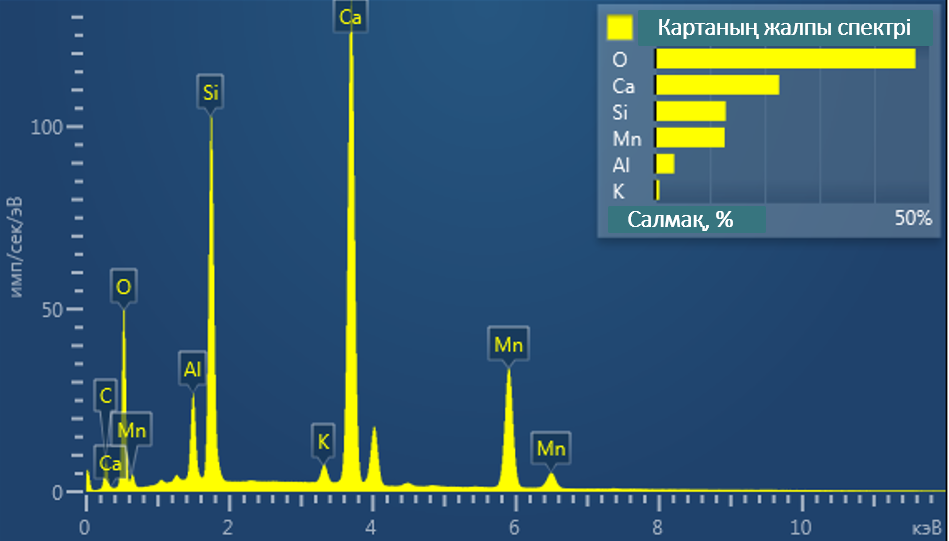 Ca
Картаның жалпы спектрі
O
Ca
Si
Mn
Al
K
Салмақ, %
50%
Si
100
имп/сек/эВ
O
50
Mn
Al
C
Mn
K
Mn
Ca
0
0
2
4
6
8
10
кэВ